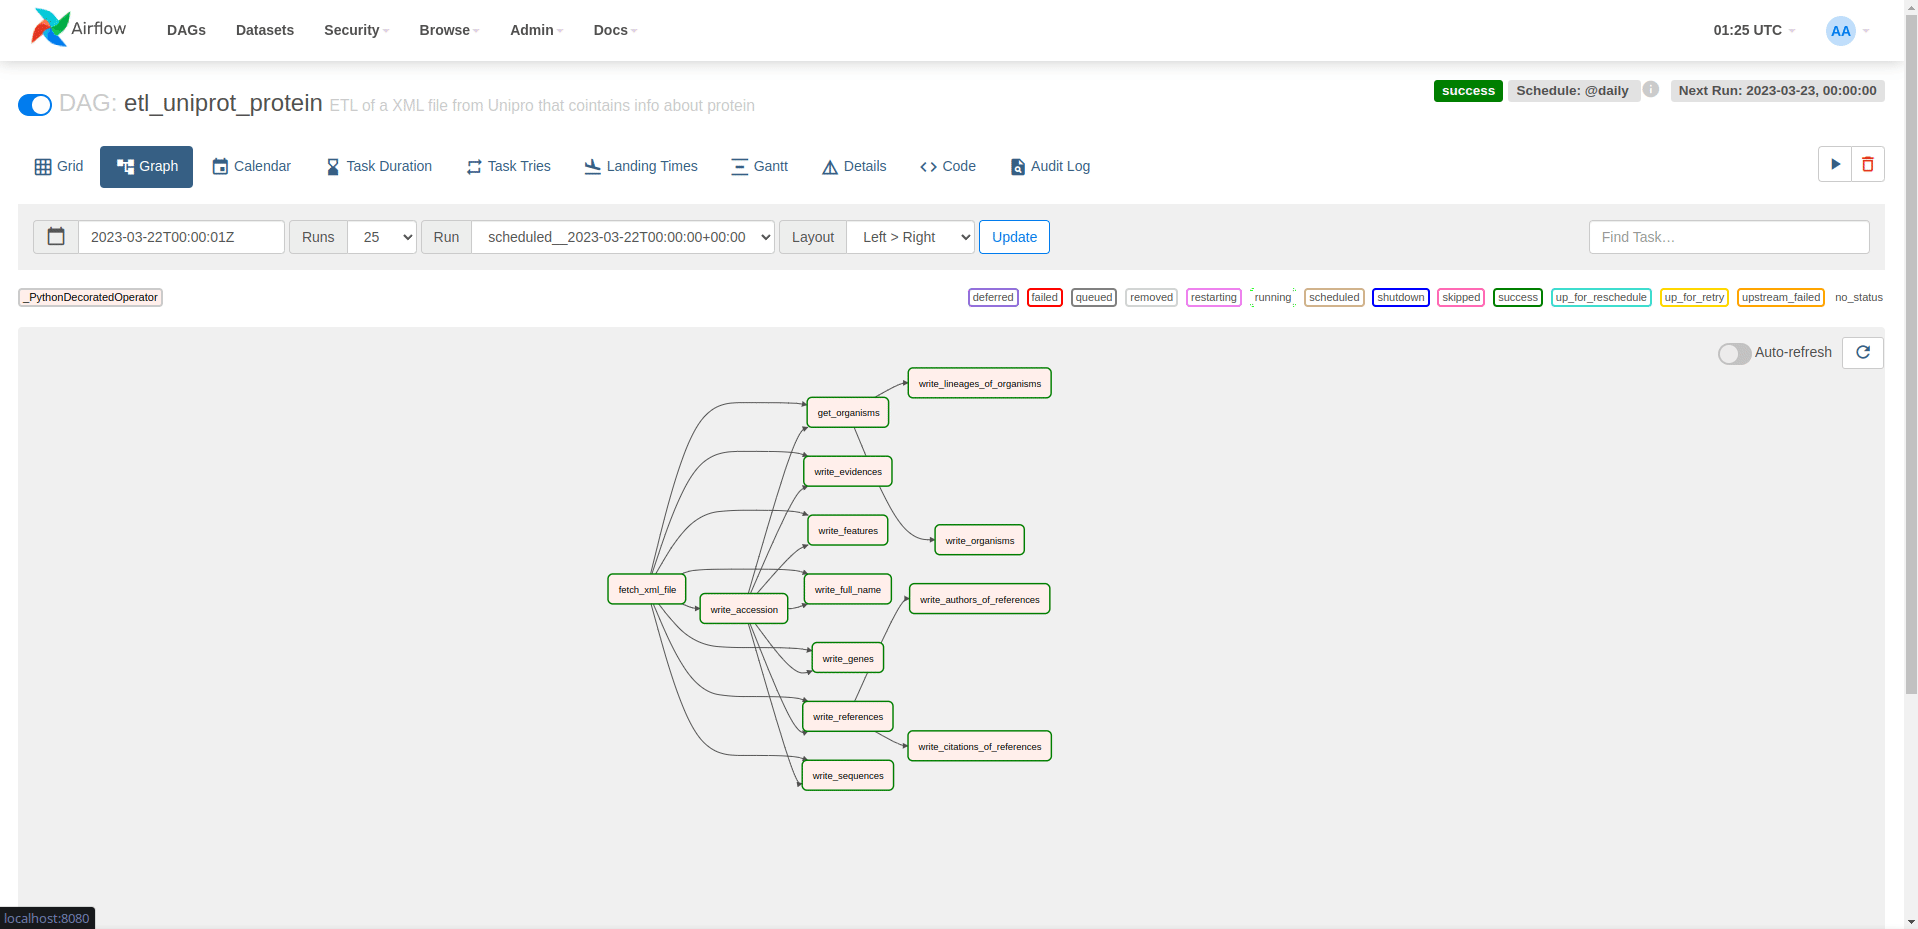 Airflow DAGs Datasets Security Browse Admin Docs 01:25 UTC AA
DAG: etl_uniprot_protein ETL of a XML file from Unipro that cointains info about protein success Schedule: @daily i Next Run: 2023-03-23, 00:00:00
Grid Graph Calendar Task Duration Task Tries Landing Times Gantt Details Code Audit Log
2023-03-22T00:00:01Z Runs 25 Run scheduled__2023-03-22T00:00:00+00:00 Layout Left > Right Update Find Task…
_PythonDecoratedOperator deferred failed queued removed restarting running scheduled shutdown skipped success up_for_reschedule up_for_retry upstream_failed no_status
Auto-refresh
write_lineages_of_organisms
get_organisms
write_evidences
write_features
write_organisms
fetch_xml_file
write_full_name
write_authors_of_references
write_accession
write_genes
write_references
write_citations_of_references
write_sequences
localhost:8080